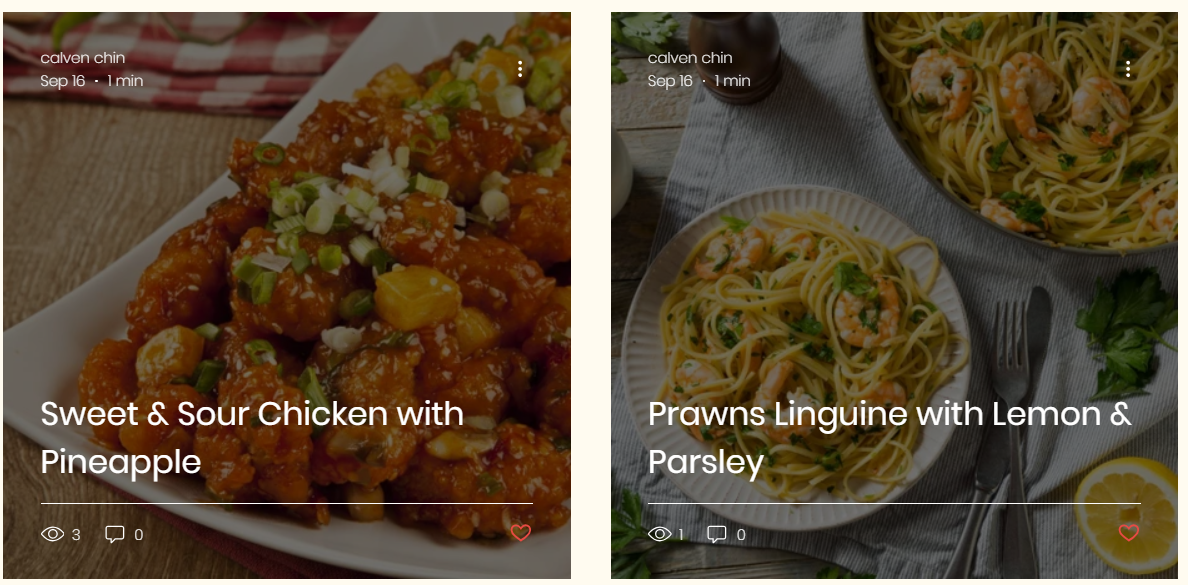 calven chin
Sep 16 · 1 min
Sweet & Sour Chicken with
Pineapple
3 0
calven chin
Sep 16 · 1 min
Prawns Linguine with Lemon &
Parsley
1 0